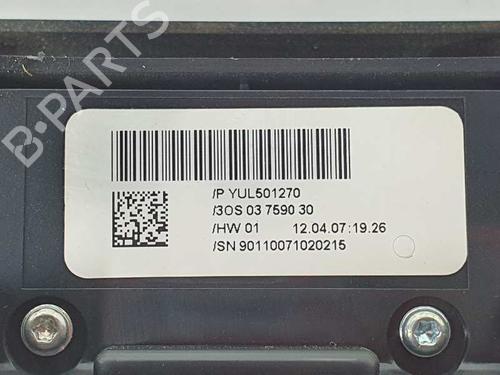 B-PARTS
/P YUL501270
/3OS 03 7590 30
/HW 01 12.04.07:19.26
/SN 90110071020215